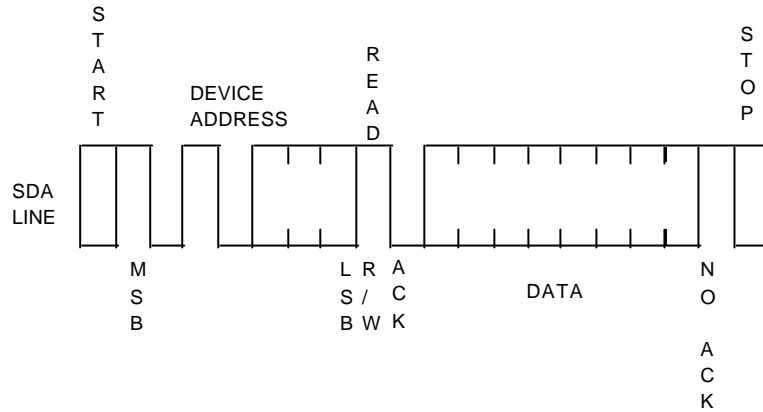 START
DEVICE
ADDRESS
READ
STOP
SDA
LINE
MSB
LSB
R/W
ACK
DATA
NO ACK